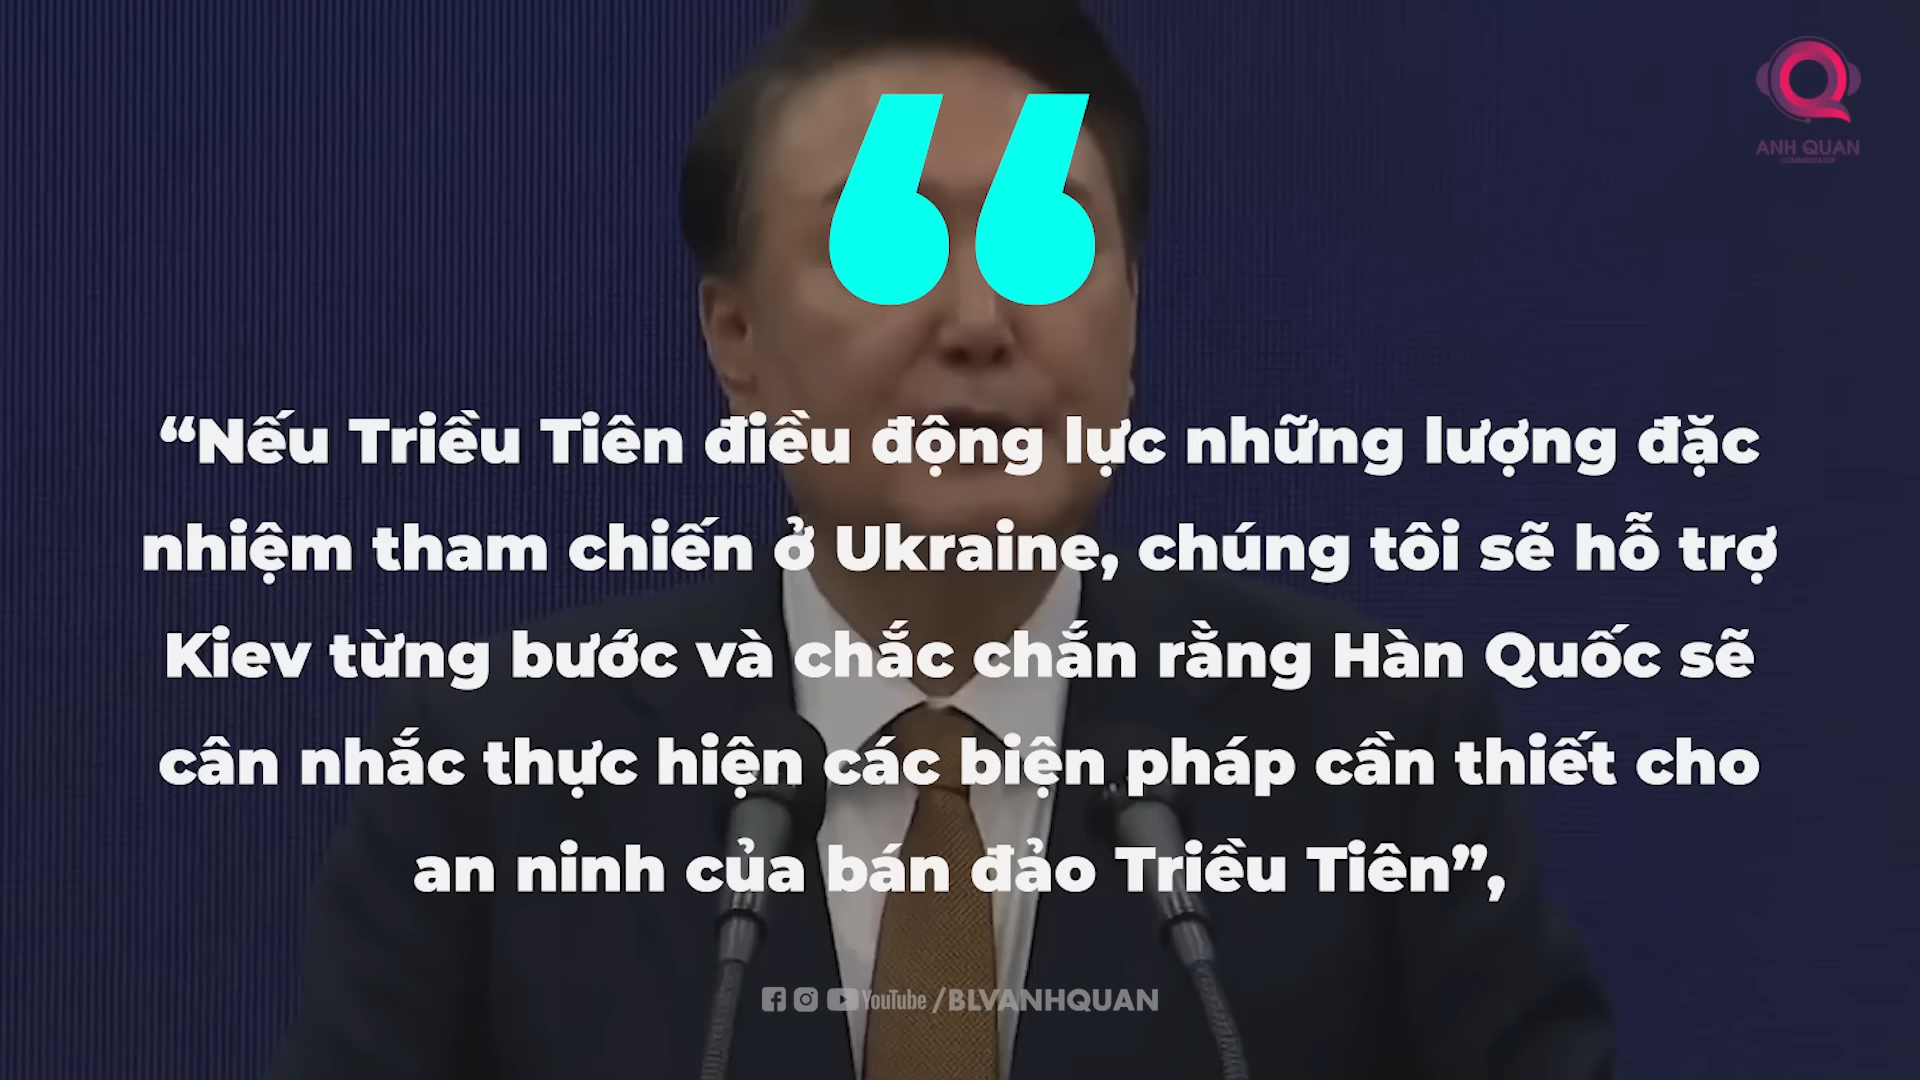 ANH QUAN
COMMENTATOR
“Nếu Triều Tiên điều động lực những lượng đặc
nhiệm tham chiến ở Ukraine, chúng tôi sẽ hỗ trợ
Kiev từng bước và chắc chắn rằng Hàn Quốc sẽ
cân nhắc thực hiện các biện pháp cần thiết cho
an ninh của bán đảo Triều Tiên”,
YouTube /BLVANHQUAN